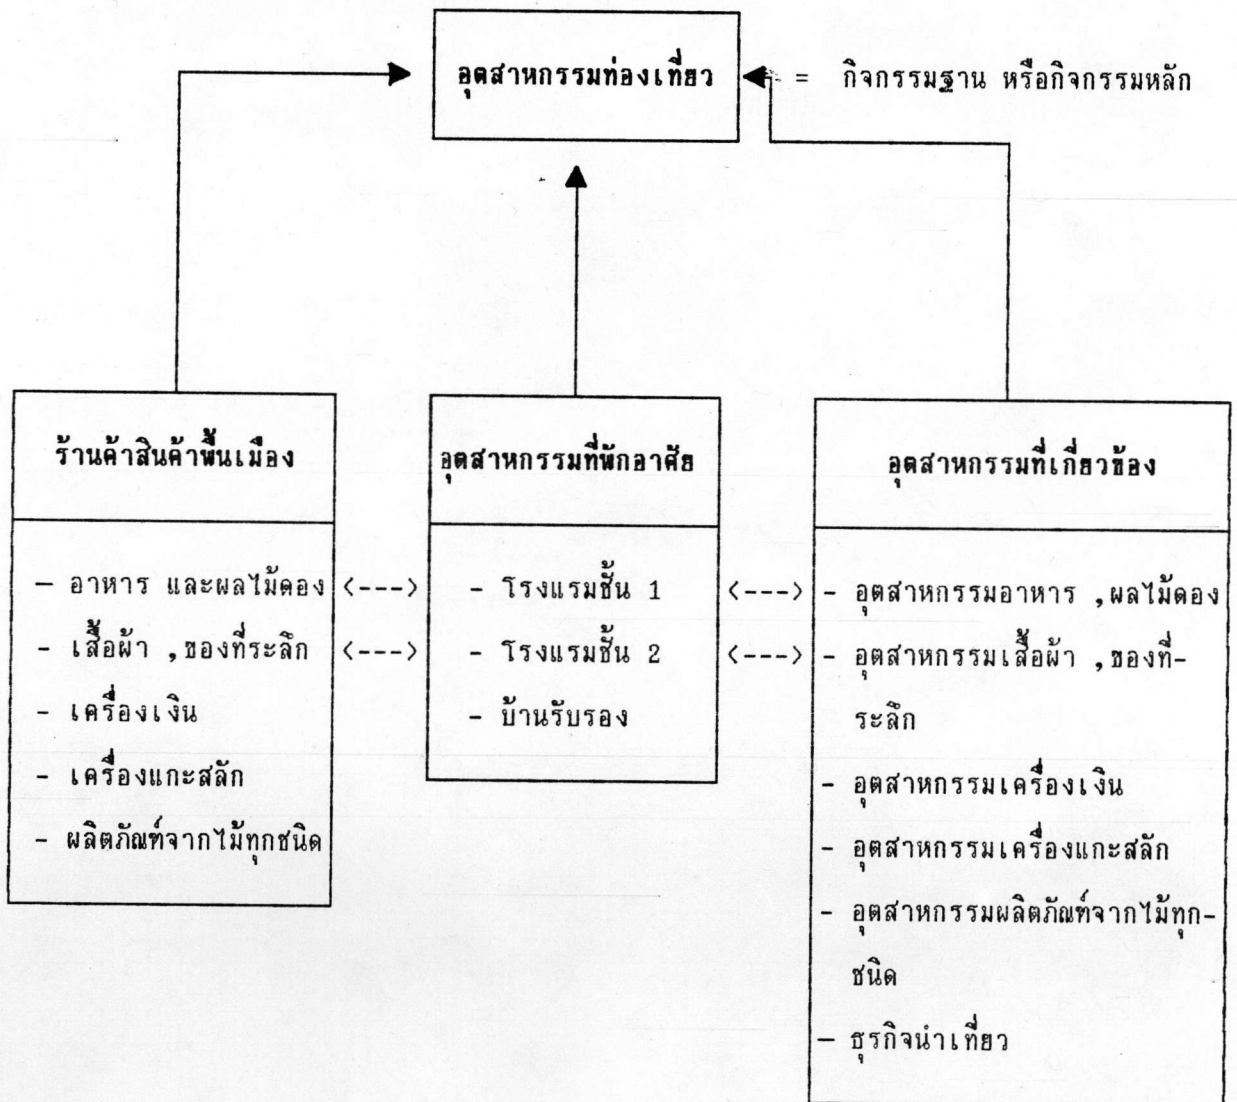 อุตสาหกรรมท่องเที่ยว
= กิจกรรมฐาน หรือกิจกรรมหลัก
ร้านค้าสินค้าพื้นเมือง
— อาหาร และผลไม้ดอง
- เสื้อผ้า ,ของที่ระลึก
- เครื่องเงิน
- เครื่องแกะสลัก
- ผลิตภัณฑ์จากไม้ทุกชนิด
<--->
<--->
อุตสาหกรรมที่พักอาศัย
- โรงแรมชั้น 1
- โรงแรมชั้น 2
- บ้านรับรอง
<--->
<--->
อุตสาหกรรมที่เกี่ยวข้อง
- อุตสาหกรรมอาหาร ,ผลไม้ดอง
- อุตสาหกรรมเสื้อผ้า ,ของที่-
ระลึก
- อุตสาหกรรมเครื่องเงิน
- อุตสาหกรรมเครื่องแกะสลัก
- อุตสาหกรรมผลิตภัณฑ์จากไม้ทุก-
ชนิด
— ธุรกิจนำเที่ยว